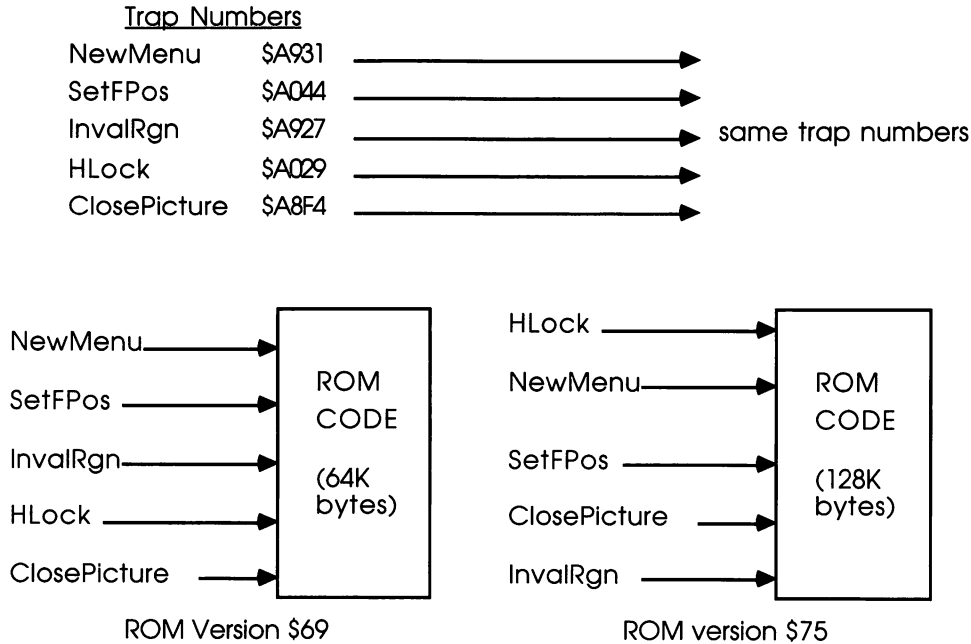 Trap Numbers
NewMenu $A931
SetFPos $A044
InvalRgn $A927
same trap numbers
HLock $A029
ClosePicture $A8F4
NewMenu
SetFPos
InvalRgn
HLock
ClosePicture
ROM
CODE
(64K
bytes)
ROM Version $69
HLock
NewMenu
SetFPos
ClosePicture
InvalRgn
ROM
CODE
(128K
bytes)
ROM version $75